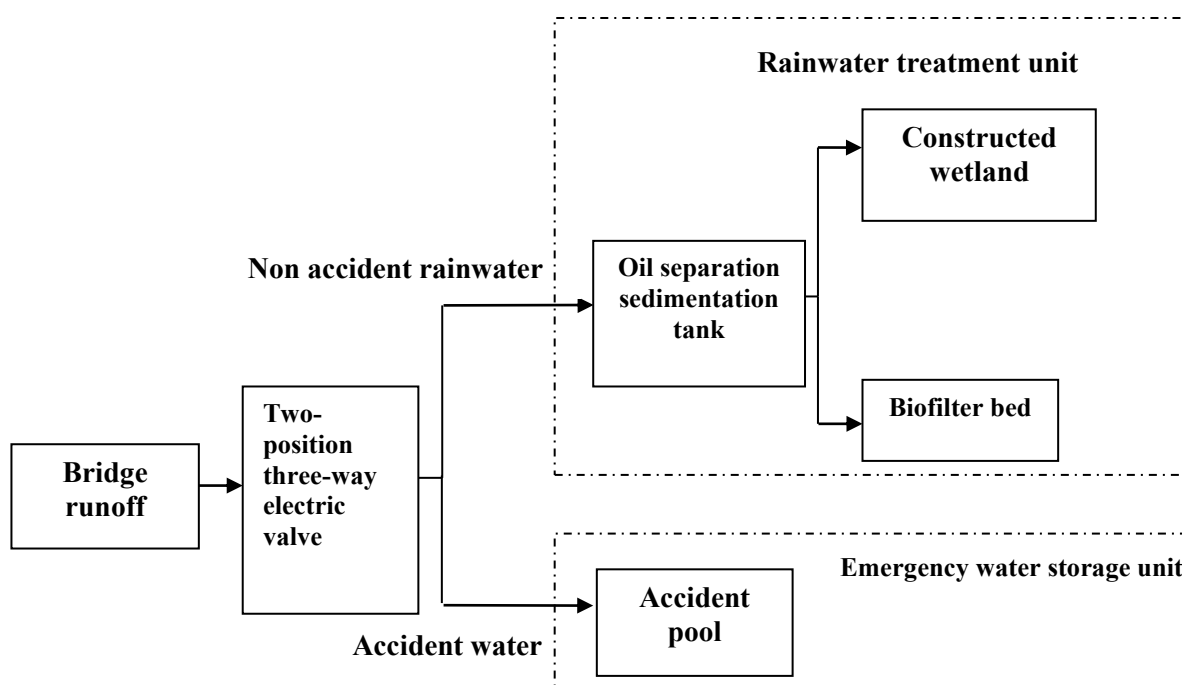 Rainwater treatment unit
Constructed
wetland
Non accident rainwater
Oil separation
sedimentation
tank
Biofilter bed
Two-
position
three-way
electric
valve
Bridge
runoff
Emergency water storage unit
Accident
pool
Accident water